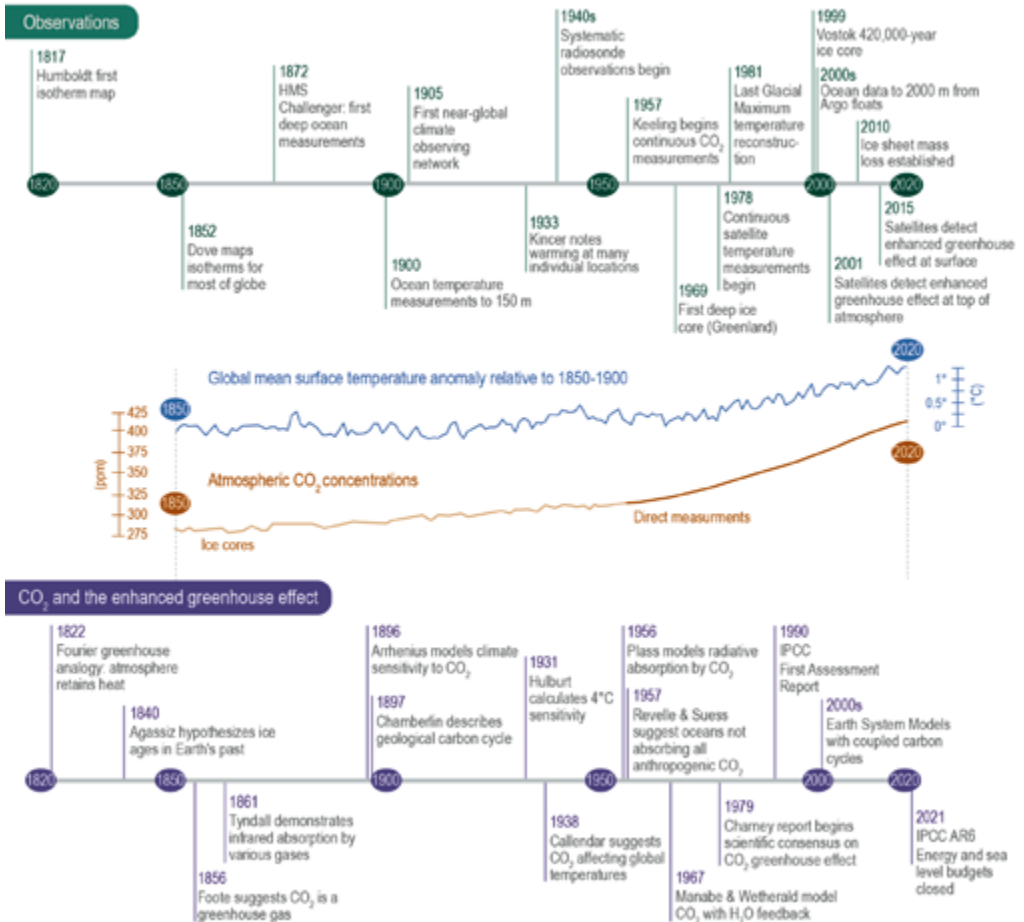 Observations
1817
Humboldt first
isotherm map
1872
HMS
Challenger: first
deep ocean
measurements
1905
First near-global
climate
observing
network
1940s
Systematic
radiosonde
observations begin
1957
Keeling begins
continuous CO₂
measurements
1981
Last Glacial
Maximum
temperature
reconstruc-
tion
1999
Vostok 420,000-year
ice core
2000s
Ocean data to 2000 m from
Argo floats
2010
Ice sheet mass
loss established
1820
1850
1900
1950
2000
2020
1852
Dove maps
isotherms for
most of globe
1900
Ocean temperature
measurements to 150 m
1933
Kincer notes
warming at many
individual locations
1969
First deep ice
core (Greenland)
1978
Continuous
satellite
temperature
measurements
begin
2001
Satellites detect enhanced
greenhouse effect at top of
atmosphere
2015
Satellites detect
enhanced greenhouse
effect at surface
Global mean surface temperature anomaly relative to 1850-1900
1850
2020
1°
0.5°
0°
(°C)
425
400
375
350
325
300
275
(ppm)
Atmospheric CO₂ concentrations
1850
2020
Ice cores
Direct measurments
CO₂ and the enhanced greenhouse effect
1822
Fourier greenhouse
analogy: atmosphere
retains heat
1840
Agassiz hypothesizes ice
ages in Earth's past
1896
Arrhenius models climate
sensitivity to CO₂
1897
Chamberlin describes
geological carbon cycle
1931
Hulburt
calculates 4°C
sensitivity
1956
Plass models radiative
absorption by CO₂
1957
Revelle & Suess
suggest oceans not
absorbing all
anthropogenic CO₂
1990
IPCC
First Assessment
Report
2000s
Earth System Models
with coupled carbon
cycles
1820
1850
1900
1950
2000
2020
1856
Foote suggests CO₂ is a
greenhouse gas
1861
Tyndall demonstrates
infrared absorption by
various gases
1938
Callendar suggests
CO₂ affecting global
temperatures
1967
Manabe & Wetherald model
CO₂ with H₂O feedback
1979
Charney report begins
scientific consensus on
CO₂ greenhouse effect
2021
IPCC AR6
Energy and sea
level budgets
closed